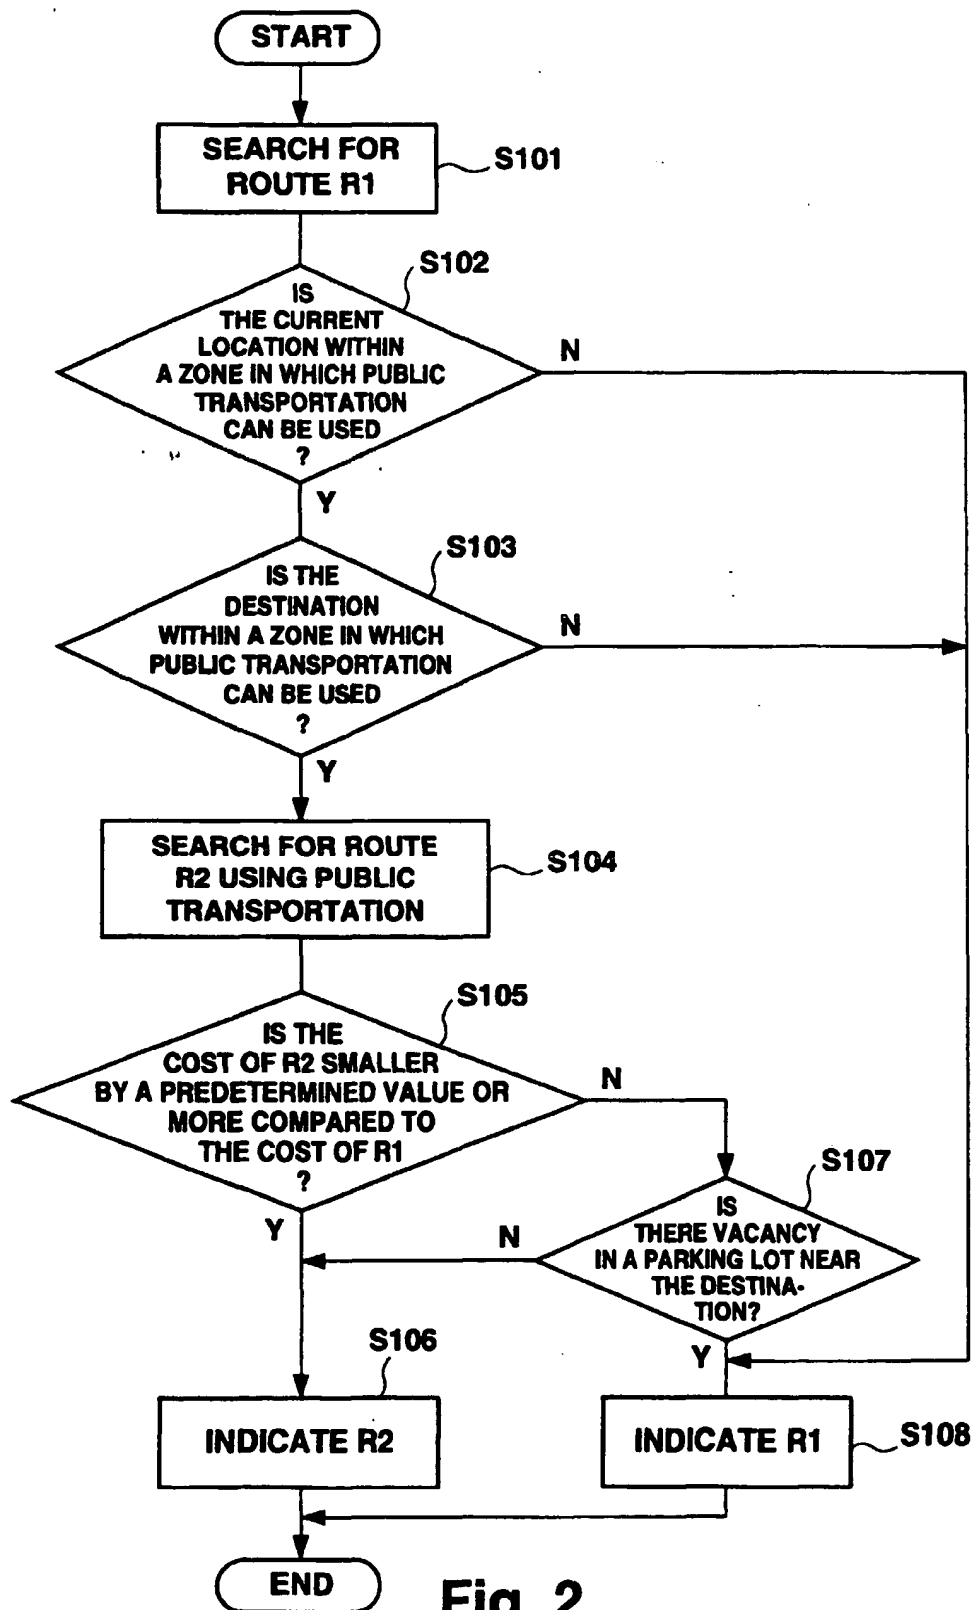 START
SEARCH FOR
ROUTE R1
S101
S102
IS
THE CURRENT
LOCATION WITHIN
A ZONE IN WHICH PUBLIC
TRANSPORTATION
CAN BE USED
?
N
Y
S103
IS THE
DESTINATION
WITHIN A ZONE IN WHICH
PUBLIC TRANSPORTATION
CAN BE USED
?
N
Y
SEARCH FOR ROUTE
R2 USING PUBLIC
TRANSPORTATION
S104
S105
IS THE
COST OF R2 SMALLER
BY A PREDETERMINED VALUE OR
MORE COMPARED TO
THE COST OF R1
?
N
Y
S107
IS
THERE VACANCY
IN A PARKING LOT NEAR
THE DESTINA-
TION?
N
Y
S106
INDICATE R2
INDICATE R1
S108
END
Fig. 2